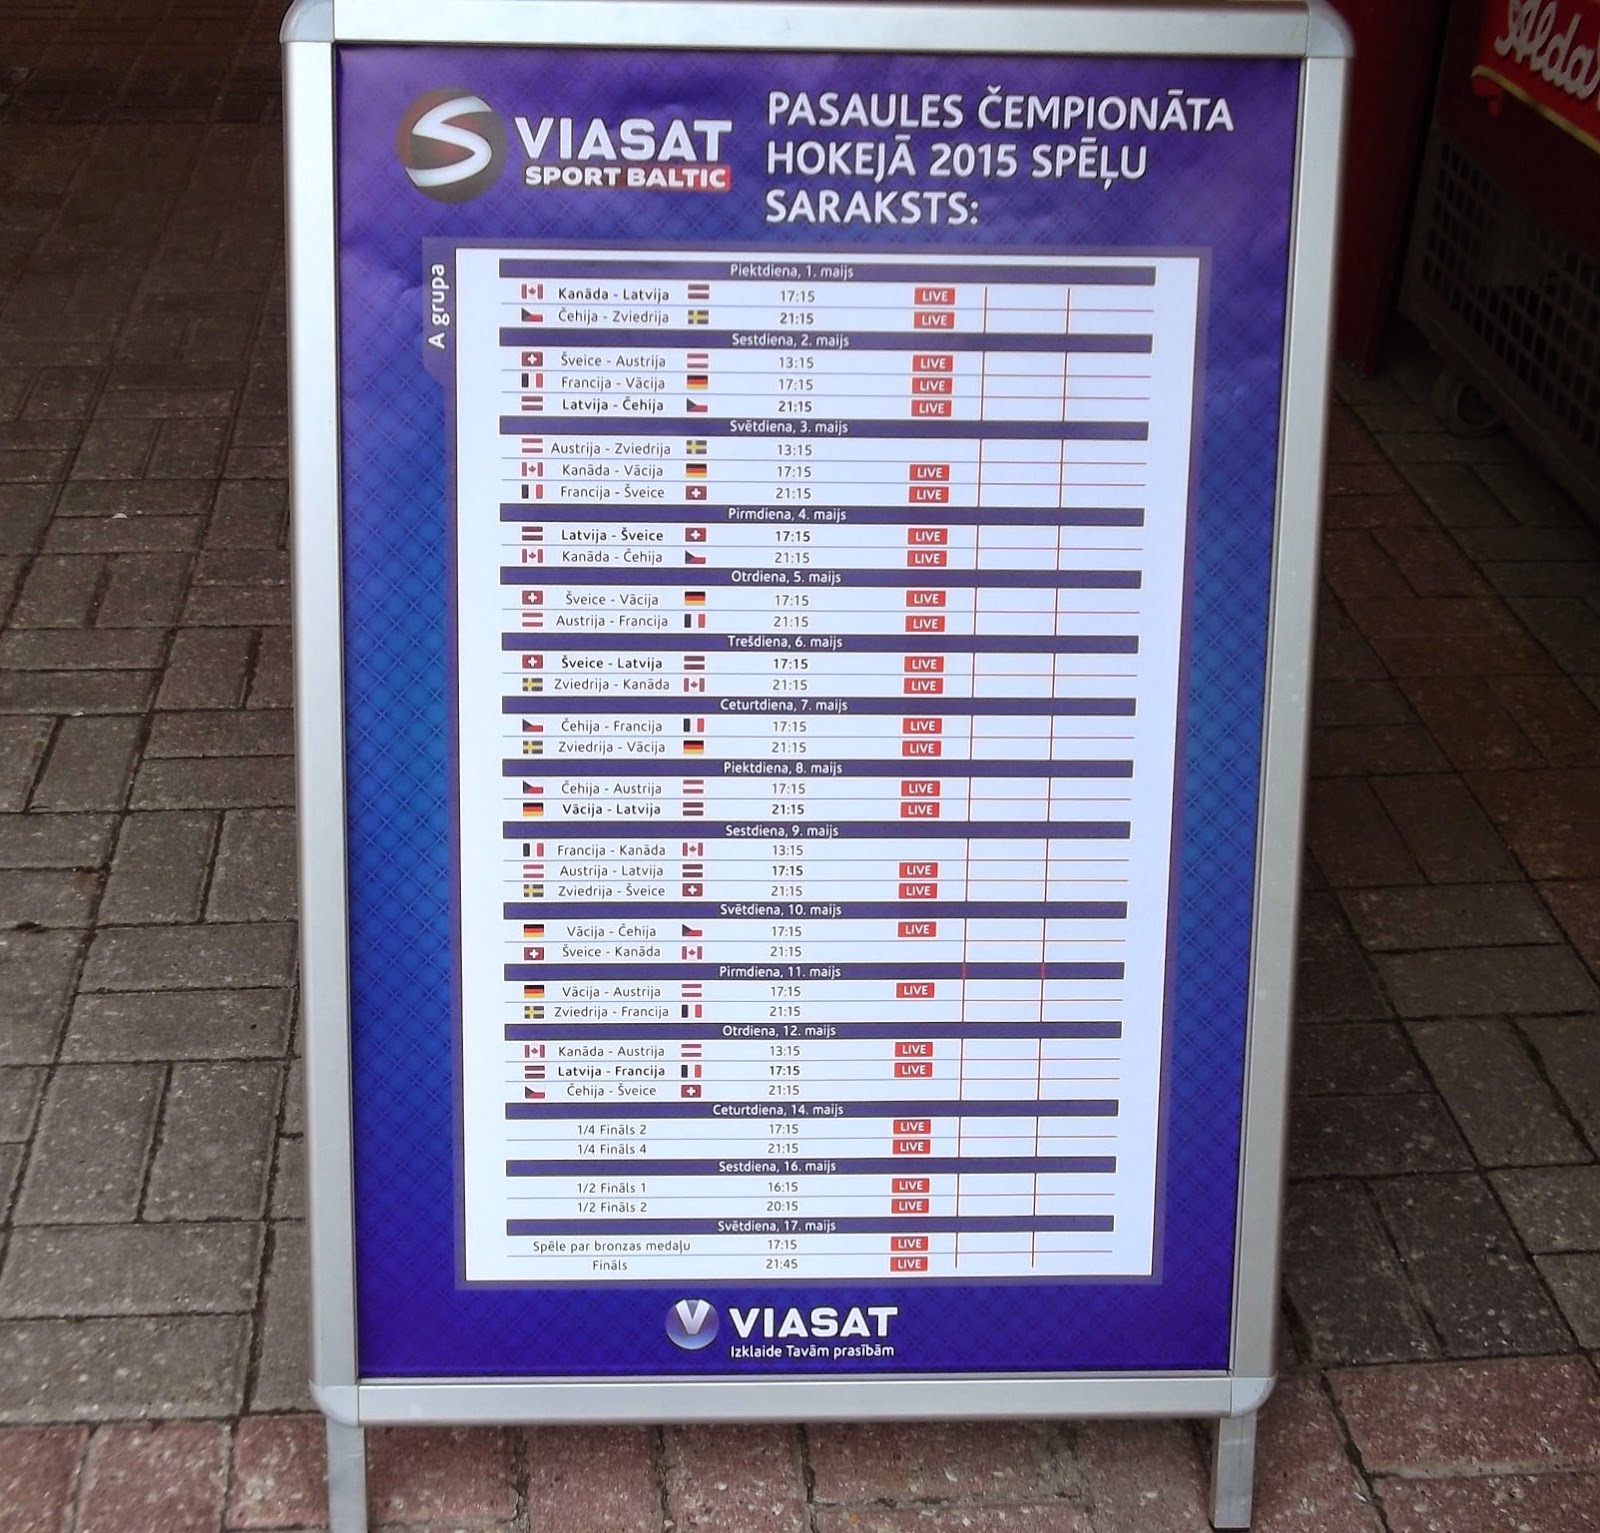 VIASAT
SPORT BALTIC
PASAULES ČEMPIONĀTA
HOKEJĀ 2015 SPĒĻU
SARAKSTS:
A grupa
Piektdiena, 1. maijs
Kanāda - Latvija 17:15 LIVE
Čehija - Zviedrija 21:15 LIVE
Sestdiena, 2. maijs
Šveice - Austrija 13:15 LIVE
Francija - Vācija 17:15 LIVE
Latvija - Čehija 21:15 LIVE
Svētdiena, 3. maijs
Austrija - Zviedrija 13:15
Kanāda - Vācija 17:15 LIVE
Francija - Šveice 21:15 LIVE
Pirmdiena, 4. maijs
Latvija - Šveice 17:15 LIVE
Kanāda - Čehija 21:15 LIVE
Otrdiena, 5. maijs
Šveice - Vācija 17:15 LIVE
Austrija - Francija 21:15 LIVE
Trešdiena, 6. maijs
Šveice - Latvija 17:15 LIVE
Zviedrija - Kanāda 21:15 LIVE
Ceturtdiena, 7. maijs
Čehija - Francija 17:15 LIVE
Zviedrija - Vācija 21:15 LIVE
Piektdiena, 8. maijs
Čehija - Austrija 17:15 LIVE
Vācija - Latvija 21:15 LIVE
Sestdiena, 9. maijs
Francija - Kanāda 13:15
Austrija - Latvija 17:15 LIVE
Zviedrija - Šveice 21:15 LIVE
Svētdiena, 10. maijs
Vācija - Čehija 17:15 LIVE
Šveice - Kanāda 21:15
Pirmdiena, 11. maijs
Vācija - Austrija 17:15 LIVE
Zviedrija - Francija 21:15
Otrdiena, 12. maijs
Kanāda - Austrija 13:15 LIVE
Latvija - Francija 17:15 LIVE
Čehija - Šveice 21:15
Ceturtdiena, 14. maijs
1/4 Fināls 2 17:15 LIVE
1/4 Fināls 4 21:15 LIVE
Sestdiena, 16. maijs
1/2 Fināls 1 16:15 LIVE
1/2 Fināls 2 20:15 LIVE
Svētdiena, 17. maijs
Spēle par bronzas medaļu 17:15 LIVE
Fināls 21:45 LIVE
VIASAT
Izklaide Tavām prasībām